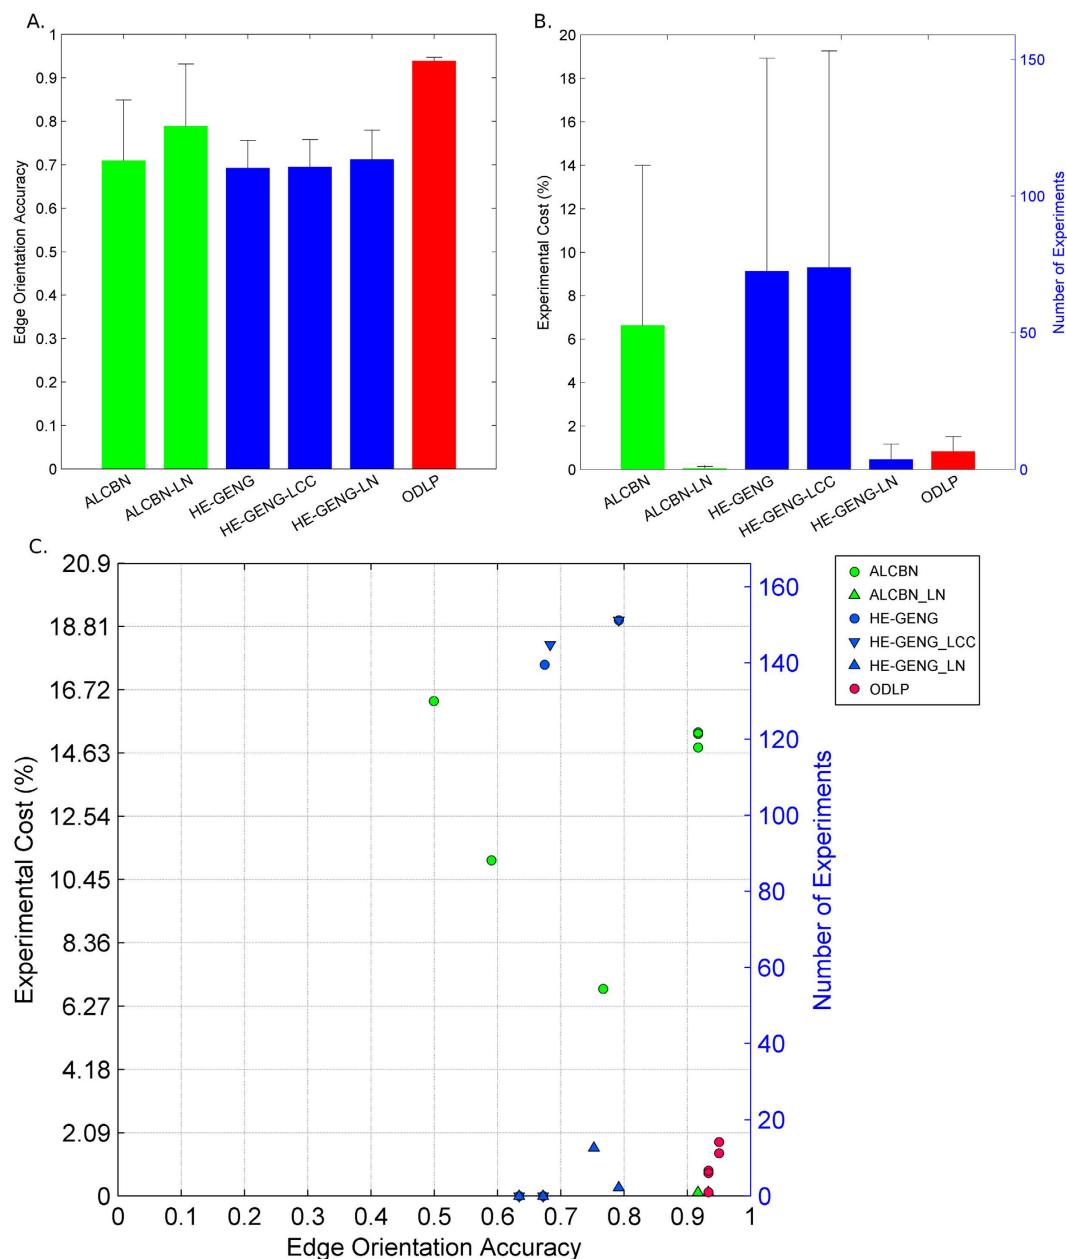 A.
1
0.9
0.8
0.7
0.6
0.5
0.4
0.3
0.2
0.1
0
Edge Orientation Accuracy
ALCBN
ALCBN-LN
HE-GENG
HE-GENG-LCC
HE-GENG-LN
ODLP
B.
20
18
16
14
12
10
8
6
4
2
0
Experimental Cost (%)
150
100
50
0
Number of Experiments
ALCBN
ALCBN-LN
HE-GENG
HE-GENG-LCC
HE-GENG-LN
ODLP
C.
20.9
18.81
16.72
14.63
12.54
10.45
8.36
6.27
4.18
2.09
0
Experimental Cost (%)
160
140
120
100
80
60
40
20
0
Number of Experiments
0 0.1 0.2 0.3 0.4 0.5 0.6 0.7 0.8 0.9 1
Edge Orientation Accuracy
ALCBN
ALCBN_LN
HE-GENG
HE-GENG_LCC
HE-GENG_LN
ODLP